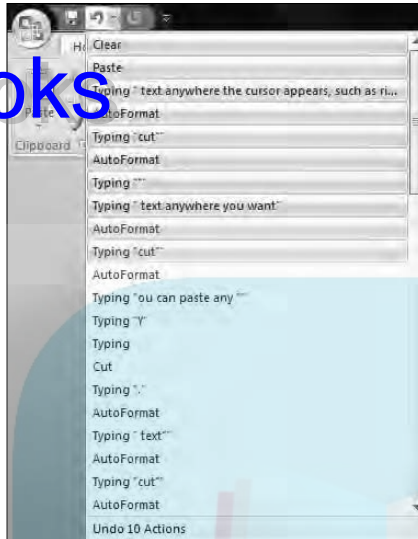 Clear
Paste
Typing " text anywhere the cursor appears, such as ri...
oks
AutoFormat
Paste
Typing "cut"
Clipboard
AutoFormat
Typing ""
Typing " text anywhere you want"
AutoFormat
Typing "cut"
AutoFormat
Typing "ou can paste any "
Typing "Y"
Typing
Cut
Typing "."
AutoFormat
Typing " text"
AutoFormat
Typing "cut"
AutoFormat
Undo 10 Actions